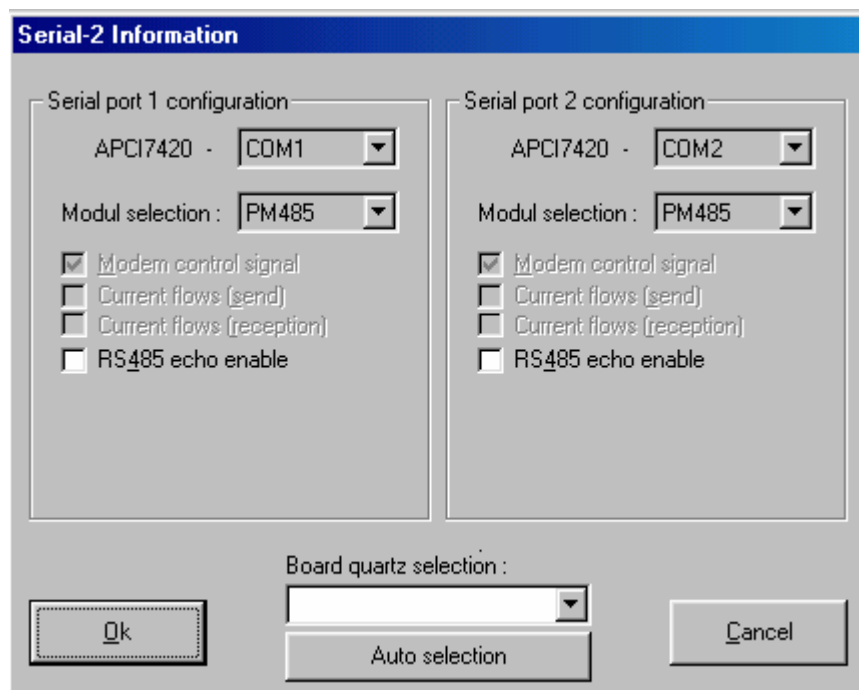 Serial-2 Information
Serial port 1 configuration
APCI7420 - COM1
Modul selection : PM485
Modem control signal
Current flows (send)
Current flows (reception)
RS485 echo enable
Serial port 2 configuration
APCI7420 - COM2
Modul selection : PM485
Modem control signal
Current flows (send)
Current flows (reception)
RS485 echo enable
Board quartz selection :
Ok
Auto selection
Cancel